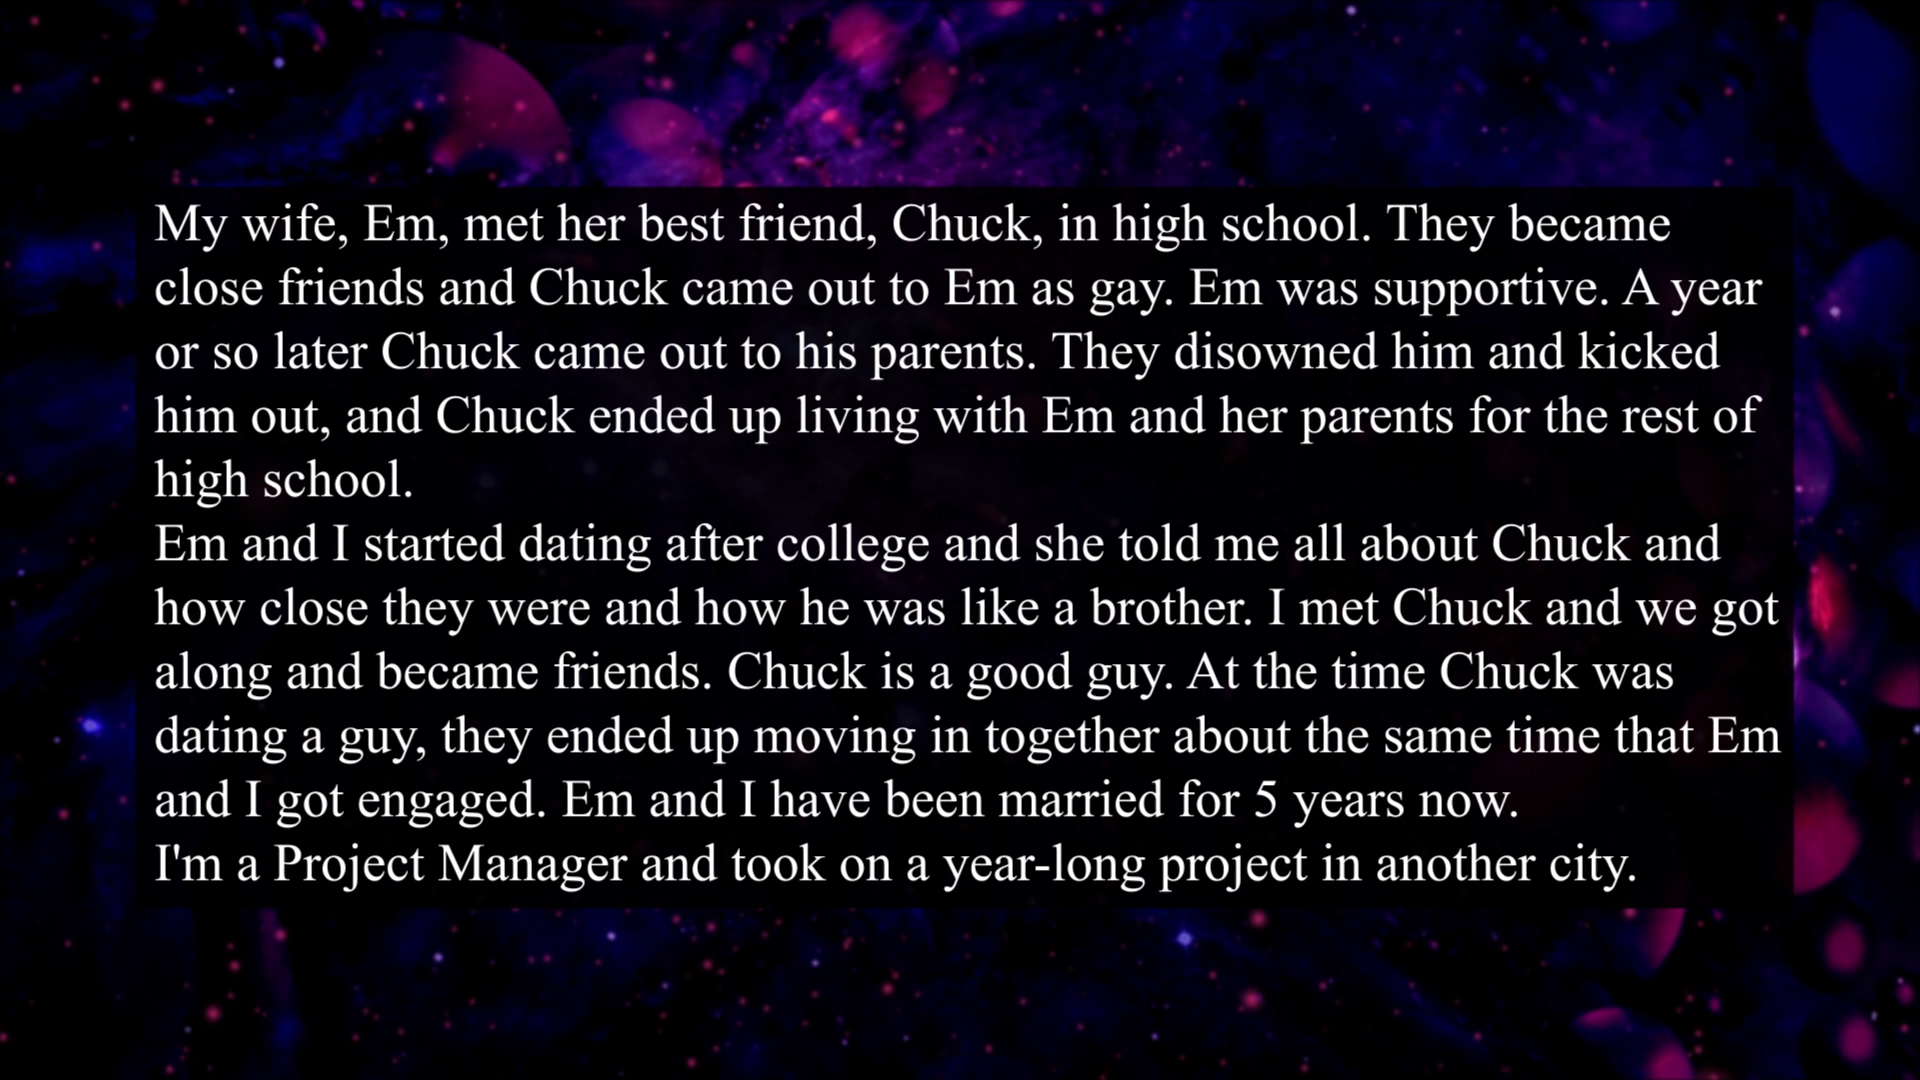 My wife, Em, met her best friend, Chuck, in high school. They became
close friends and Chuck came out to Em as gay. Em was supportive. A year
or so later Chuck came out to his parents. They disowned him and kicked
him out, and Chuck ended up living with Em and her parents for the rest of
high school.
Em and I started dating after college and she told me all about Chuck and
how close they were and how he was like a brother. I met Chuck and we got
along and became friends. Chuck is a good guy. At the time Chuck was
dating a guy, they ended up moving in together about the same time that Em
and I got engaged. Em and I have been married for 5 years now.
I'm a Project Manager and took on a year-long project in another city.